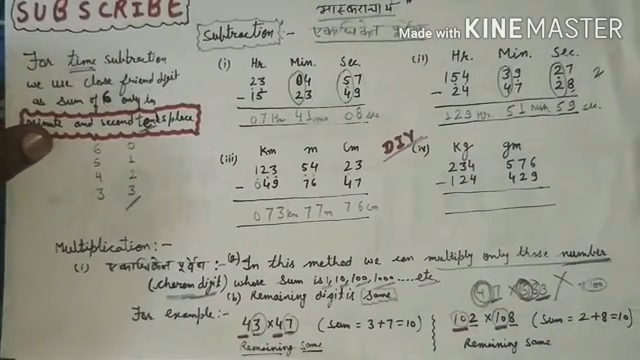 SUBSCRIBE
Made with KINEMASTER
Subtraction :-
For time Subtraction
we use close friend digit
as sum of 6 only in
minute and second tens place
6 0
5 1
4 2
3 3
(i) Hr. Min. Sec.
23 04 57
- 15 23 49
07 Hr 41 min 08 sec
(ii) Hr. Min. Sec.
154 39 27
- 24 47 28
129 Hr. 51 Min 59 sec.
(iii) Km m Cm
123 54 23
- 049 76 47
073 km 77 m 76 cm
DIY
(iv) Kg gm
234 576
- 124 429
Multiplication :-
(i) एकाधिकेन पूर्वेण (a) In this method we can multiply only those number
(charam digit) whose sum is 1, 10, 100, 1000 ..... etc
(b) Remaining digit is same
For example :- 43 x 47 (Sum = 3+7=10)
Remaining same
102 x 108 (Sum = 2+8=10)
Remaining Same